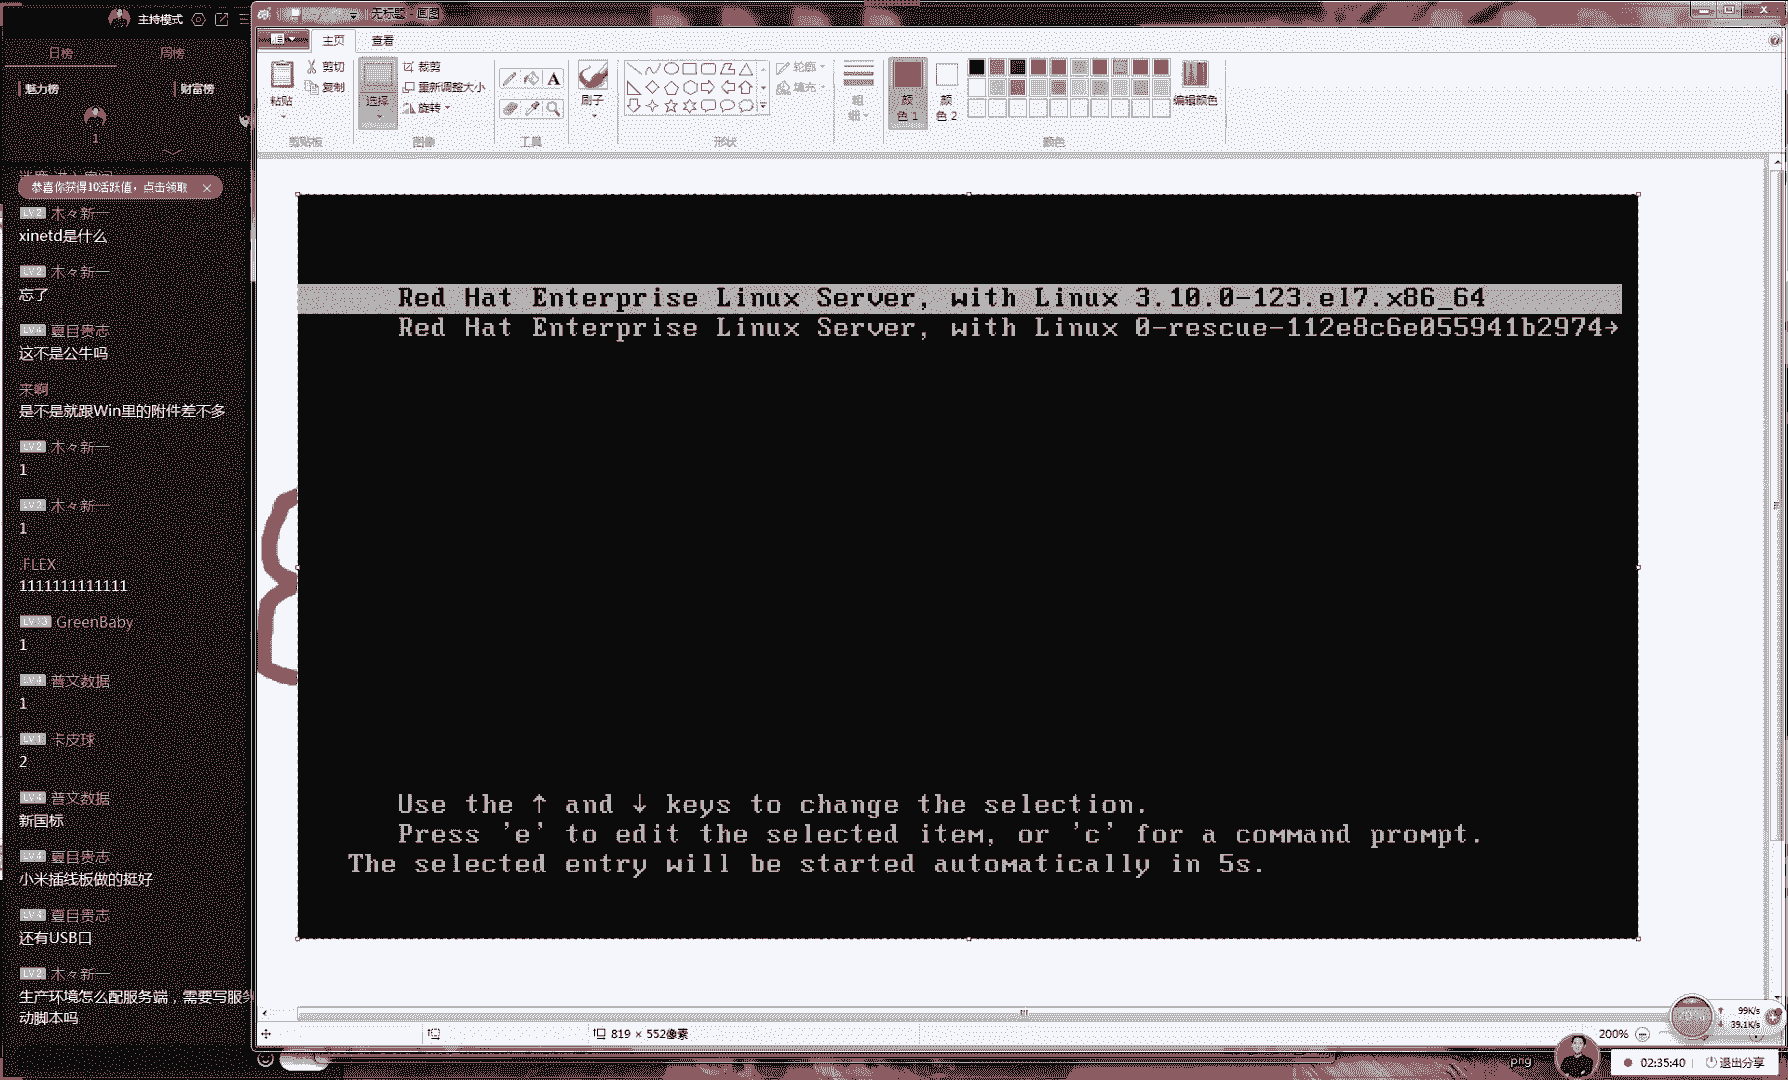 主持模式
日榜 周榜
魅力榜 财富榜
1
恭喜你获得10活跃值，点击领取
LV2 木々新一
xinetd是什么
LV2 木々新一
忘了
LV4 夏目贵志
这不是公牛吗
来啊
是不是就跟Win里的附件差不多
LV2 木々新一
1
LV2 木々新一
1
FLEX
1111111111111
LV13 GreenBaby
1
LV4 普文数据
1
LV1 卡皮球
2
LV4 普文数据
新国标
LV4 夏目贵志
小米插线板做的挺好
LV4 夏目贵志
还有USB口
LV2 木々新一
生产环境怎么配服务端，需要写服务
动脚本吗
无标题 - 画图
主页 查看
粘贴
剪切
复制
剪贴板
选择
裁剪
重新调整大小
旋转
图像
A
工具
刷子
形状
轮廓
填充
粗
细
颜
色 1
颜
色 2
编辑颜色
颜色
Red Hat Enterprise Linux Server, with Linux 3.10.0-123.el7.x86_64
Red Hat Enterprise Linux Server, with Linux 0-rescue-112e8c6e055941b2974→
Use the ↑ and ↓ keys to change the selection.
Press 'e' to edit the selected item, or 'c' for a command prompt.
The selected entry will be started automatically in 5s.
819 × 552像素
200%
99K/s
39.1K/s
png
02:35:40
退出分享